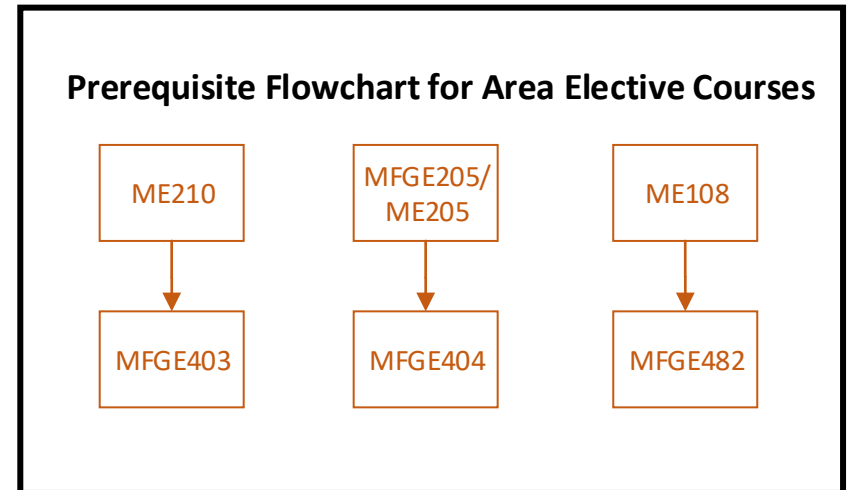 Prerequisite Flowchart for Area Elective Courses
ME210
MFGE205/
ME205
ME108
MFGE403
MFGE404
MFGE482